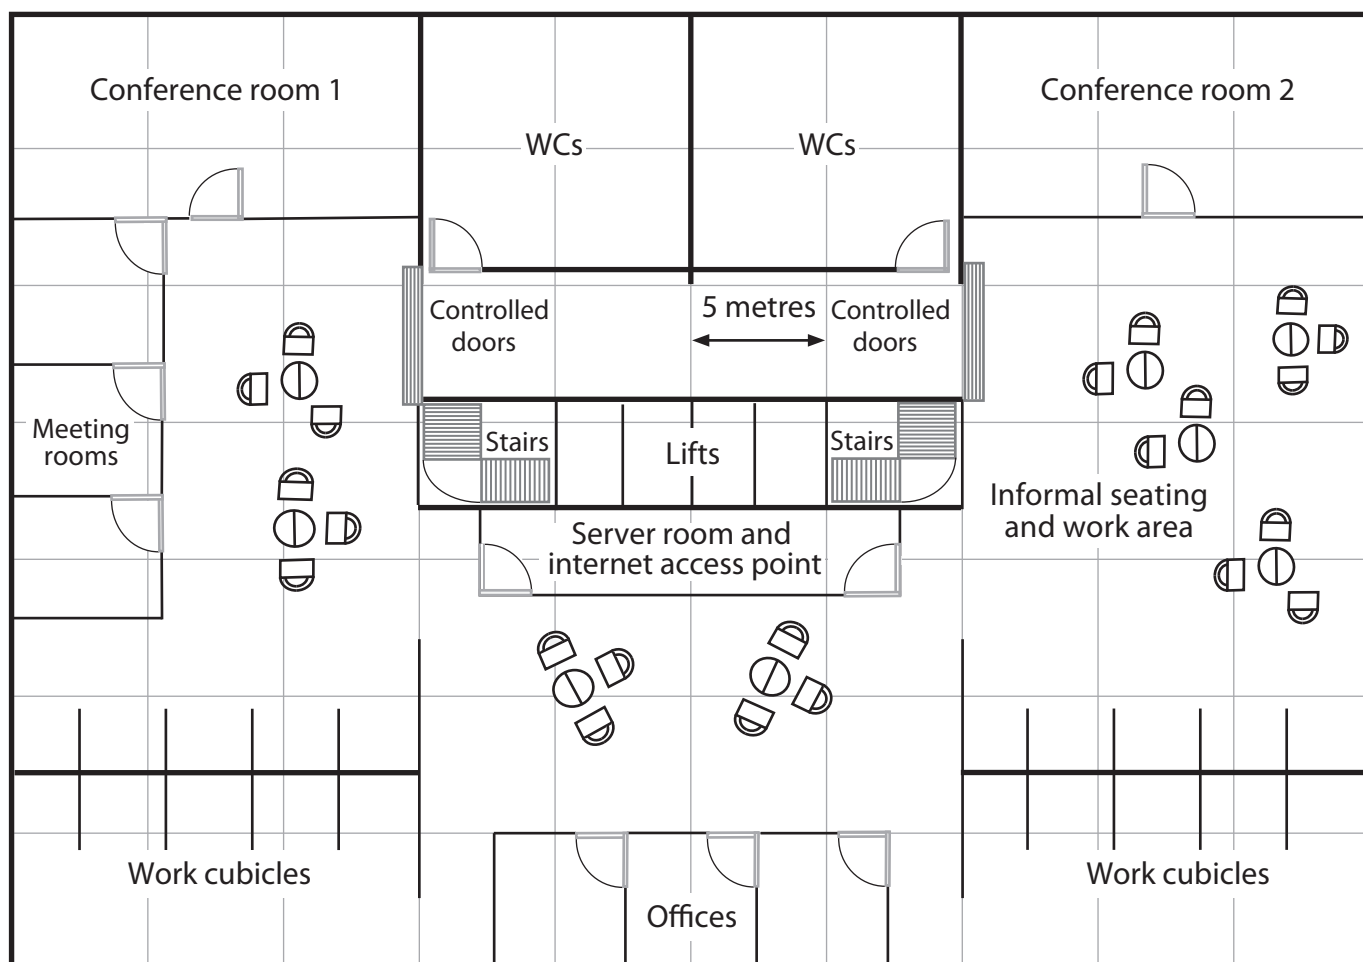 Conference room 1
Conference room 2
WCs
WCs
Controlled
doors
5 metres
Controlled
doors
Meeting
rooms
Stairs
Lifts
Stairs
Informal seating
and work area
Server room and
internet access point
Work cubicles
Work cubicles
Offices